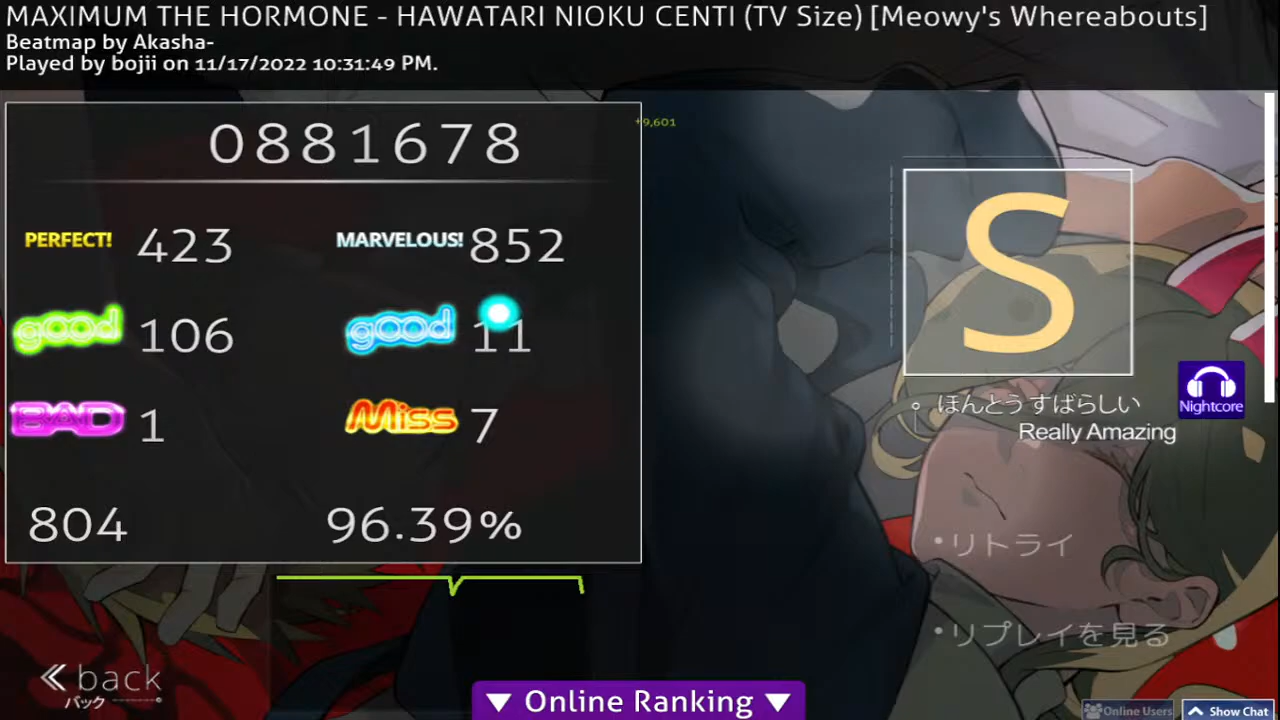 MAXIMUM THE HORMONE - HAWATARI NIOKU CENTI (TV Size) [Meowy's Whereabouts]
Beatmap by Akasha-
Played by bojii on 11/17/2022 10:31:49 PM.
0881678
+9,601
PERFECT! 423 MARVELOUS! 852
good 106 good 11
BAD 1 Miss 7
804 96.39%
S
Nightcore
ほんとうすばらしい
Really Amazing
・リトライ
・リプレイを見る
back
バック
▼ Online Ranking ▼
Online Users
Show Chat